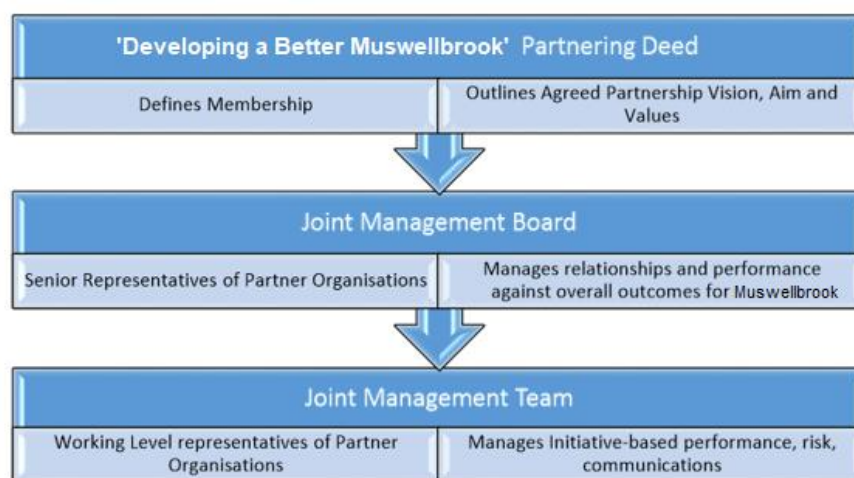 'Developing a Better Muswellbrook' Partnering Deed
Defines Membership
Outlines Agreed Partnership Vision, Aim and
Values
Joint Management Board
Senior Representatives of Partner Organisations
Manages relationships and performance
against overall outcomes for Muswellbrook
Joint Management Team
Working Level representatives of Partner
Organisations
Manages Initiative-based performance, risk,
communications